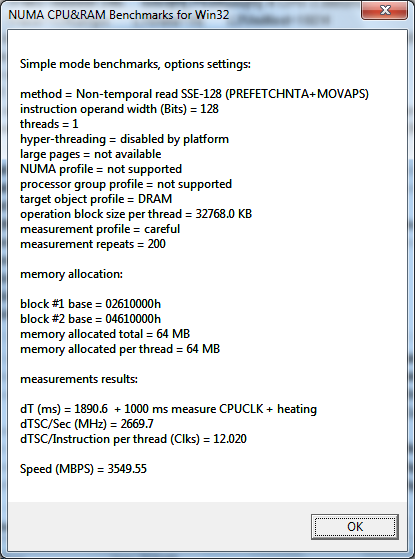 NUMA CPU&RAM Benchmarks for Win32
Simple mode benchmarks, options settings:
method = Non-temporal read SSE-128 (PREFETCHNTA+MOVAPS)
instruction operand width (Bits) = 128
threads = 1
hyper-threading = disabled by platform
large pages = not available
NUMA profile = not supported
processor group profile = not supported
target object profile = DRAM
operation block size per thread = 32768.0 KB
measurement profile = careful
measurement repeats = 200
memory allocation:
block #1 base = 02610000h
block #2 base = 04610000h
memory allocated total = 64 MB
memory allocated per thread = 64 MB
measurements results:
dT (ms) = 1890.6  + 1000 ms measure CPUCLK + heating
dTSC/Sec (MHz) = 2669.7
dTSC/Instruction per thread (Clks) = 12.020
Speed (MBPS) = 3549.55
OK